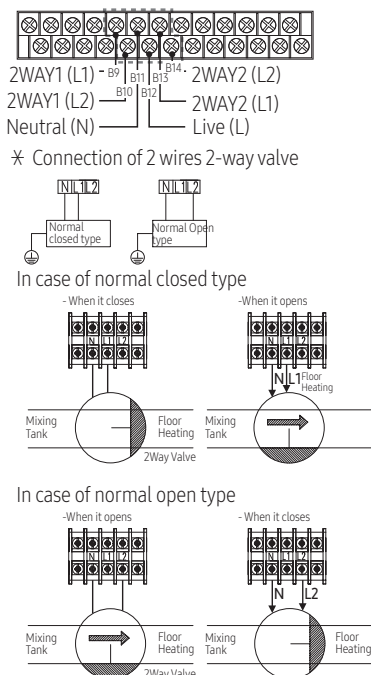 2WAY1 (L1) B9 B11 B13 B14 2WAY2 (L2)
2WAY1 (L2) B10 B12 2WAY2 (L1)
Neutral (N) Live (L)
⚹ Connection of 2 wires 2-way valve
N L1 L2 N L1 L2
Normal closed type
Normal Open type
In case of normal closed type
- When it closes -When it opens
N L1 L2 N L1 L2
N L1 Floor Heating
Mixing Tank Floor Heating Mixing Tank
2Way Valve
In case of normal open type
-When it opens - When it closes
N L1 L2 N L1 L2
N L2
Mixing Tank Floor Heating Mixing Tank Floor Heating
2Way Valve